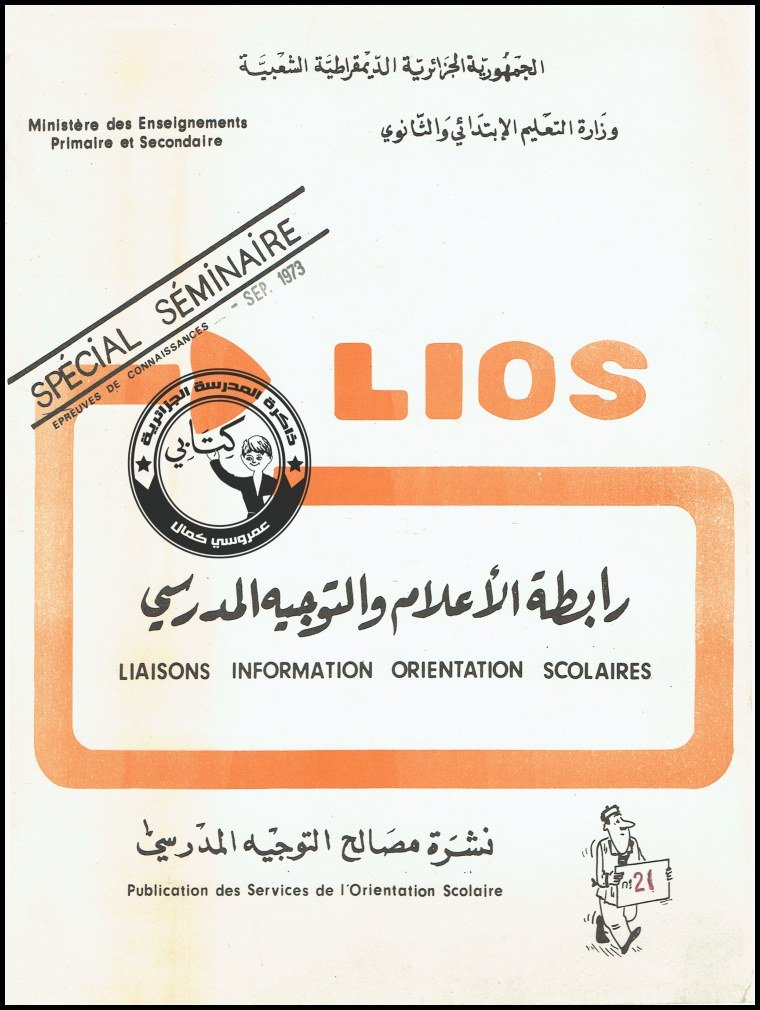 الجمهورية الجزائرية الديمقراطية الشعبية
Ministère des Enseignements
Primaire et Secondaire
وزارة التعليم الإبتدائي والثانوي
SPÉCIAL SÉMINAIRE
EPREUVES DE CONNAISSANCES ...... - SEP. 1973
LIOS
ذاكرة المدرسة الجزائرية
كتابي
عمروسي كمال
رابطة الأعلام والتوجيه المدرسي
LIAISONS INFORMATION ORIENTATION SCOLAIRES
نشرة مصالح التوجيه المدرسي
Publication des Services de l'Orientation Scolaire
n° 21